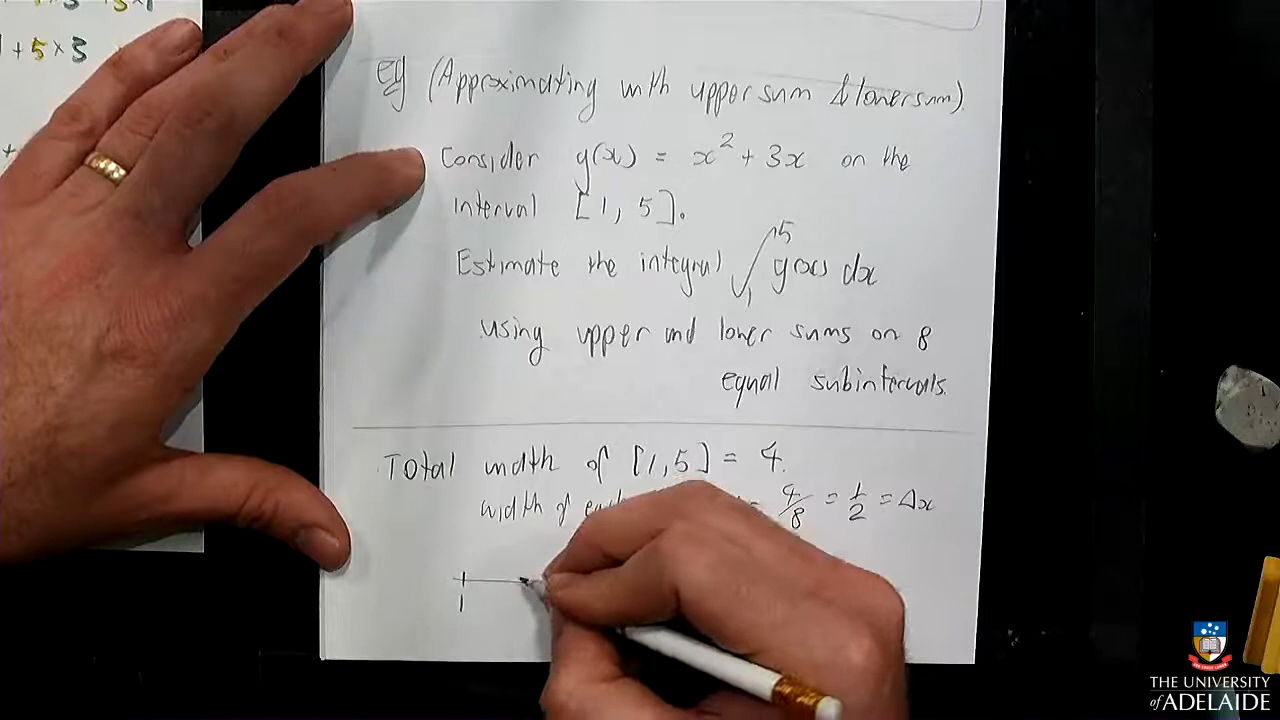 + 5 × 3
eg (Approximating with upper sum & lower sum).
Consider g(x) = x² + 3x on the
interval [1, 5].
Estimate the integral ∫₁⁵ g(x) dx
using upper and lower sums on 8
equal subintervals.
Total width of [1, 5] = 4.
width of = 4/8 = 1/2 = Δx
1
THE UNIVERSITY
of ADELAIDE